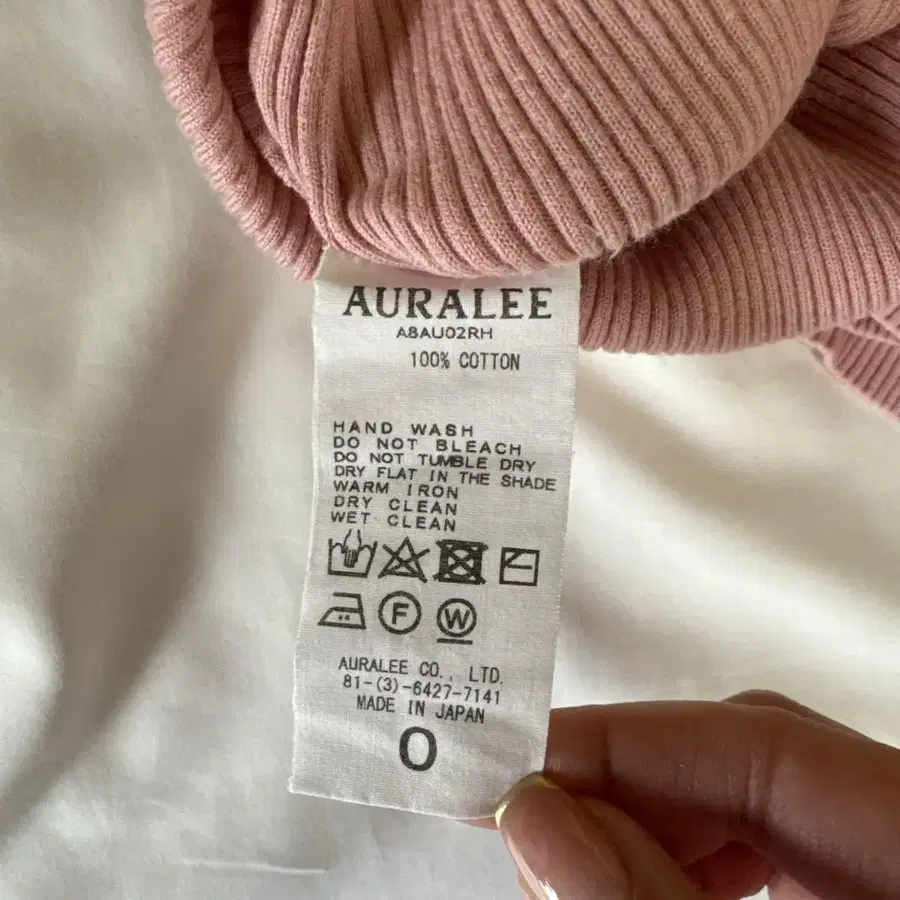 AURALEE
A8AU02RH
100% COTTON
HAND WASH
DO NOT BLEACH
DO NOT TUMBLE DRY
DRY FLAT IN THE SHADE
WARM IRON
DRY CLEAN
WET CLEAN
F W
AURALEE CO., LTD.
81-(3)-6427-7141
MADE IN JAPAN
0